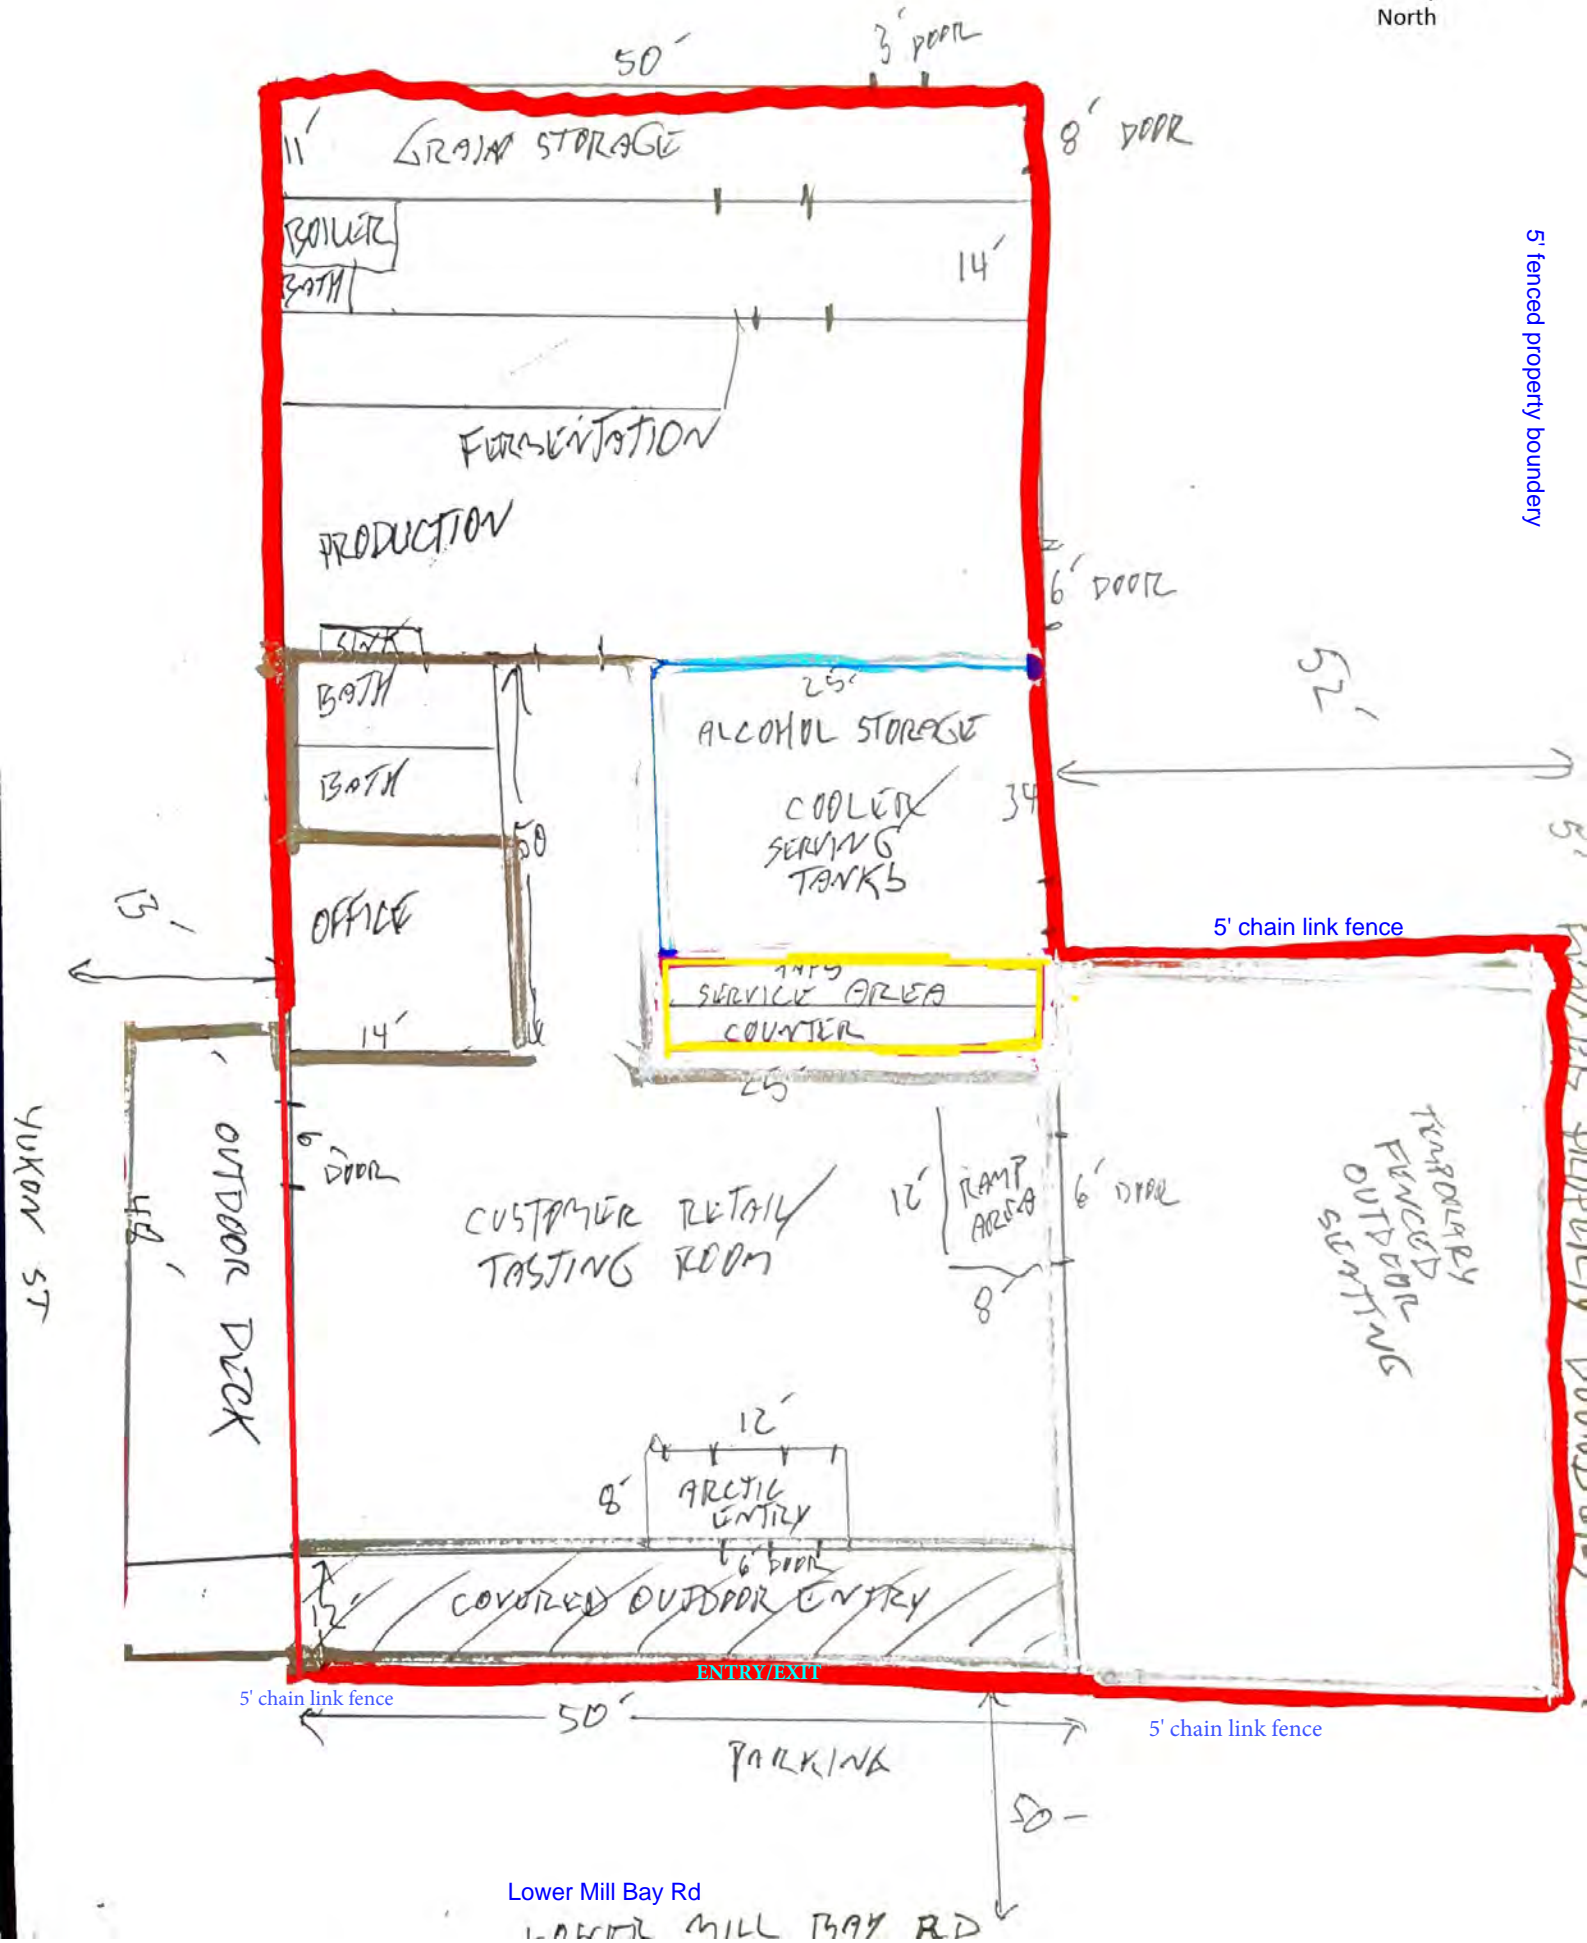 North
50'
3' DOOR
11'
GRAIN STORAGE
8' DOOR
BOILER
14'
BATH
5' fenced property boundery
FERMENTATION
PRODUCTION
6' DOOR
SINK
BATH
25'
52'
ALCOHOL STORAGE
BATH
COOLER/
34
SERVING
TANKS
50
OFFICE
13'
5' chain link fence
SERVICE AREA
COUNTER
14'
25'
6'
DOOR
OUTDOOR DECK
48'
YUKON ST
CUSTOMER RETAIL/
TASTING ROOM
12'
RAMP
AREA
8'
6' DOOR
TEMPORARY
FENCED
OUTDOOR
SEATING
5'
PROPERTY
12'
8'
ARCTIC
ENTRY
6' DOOR
12'
COVERED OUTDOOR ENTRY
ENTRY/EXIT
5' chain link fence
50'
5' chain link fence
PARKING
50
Lower Mill Bay Rd
LOWER MILL BAY RD